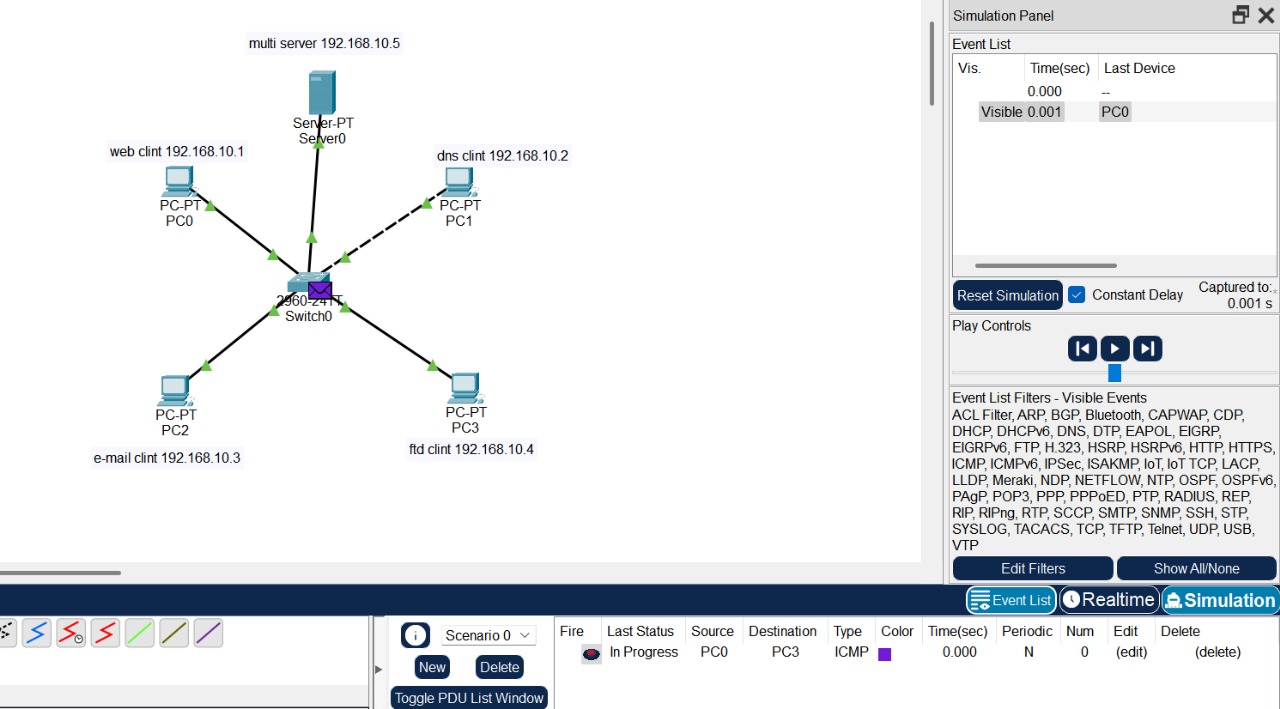 multi server 192.168.10.5
Server-PT
Server0
web clint 192.168.10.1
PC-PT
PC0
dns clint 192.168.10.2
PC-PT
PC1
2960-24TT
Switch0
PC-PT
PC2
e-mail clint 192.168.10.3
PC-PT
PC3
ftd clint 192.168.10.4
Simulation Panel
Event List
Vis. Time(sec) Last Device
0.000 --
Visible 0.001 PC0
Reset Simulation Constant Delay Captured to:*
0.001 s
Play Controls
Event List Filters - Visible Events
ACL Filter, ARP, BGP, Bluetooth, CAPWAP, CDP,
DHCP, DHCPv6, DNS, DTP, EAPOL, EIGRP,
EIGRPv6, FTP, H.323, HSRP, HSRPv6, HTTP, HTTPS,
ICMP, ICMPv6, IPSec, ISAKMP, IoT, IoT TCP, LACP,
LLDP, Meraki, NDP, NETFLOW, NTP, OSPF, OSPFv6,
PAgP, POP3, PPP, PPPoED, PTP, RADIUS, REP,
RIP, RIPng, RTP, SCCP, SMTP, SNMP, SSH, STP,
SYSLOG, TACACS, TCP, TFTP, Telnet, UDP, USB,
VTP
Edit Filters Show All/None
Event List Realtime Simulation
Scenario 0
New Delete
Toggle PDU List Window
Fire Last Status Source Destination Type Color Time(sec) Periodic Num Edit Delete
In Progress PC0 PC3 ICMP 0.000 N 0 (edit) (delete)